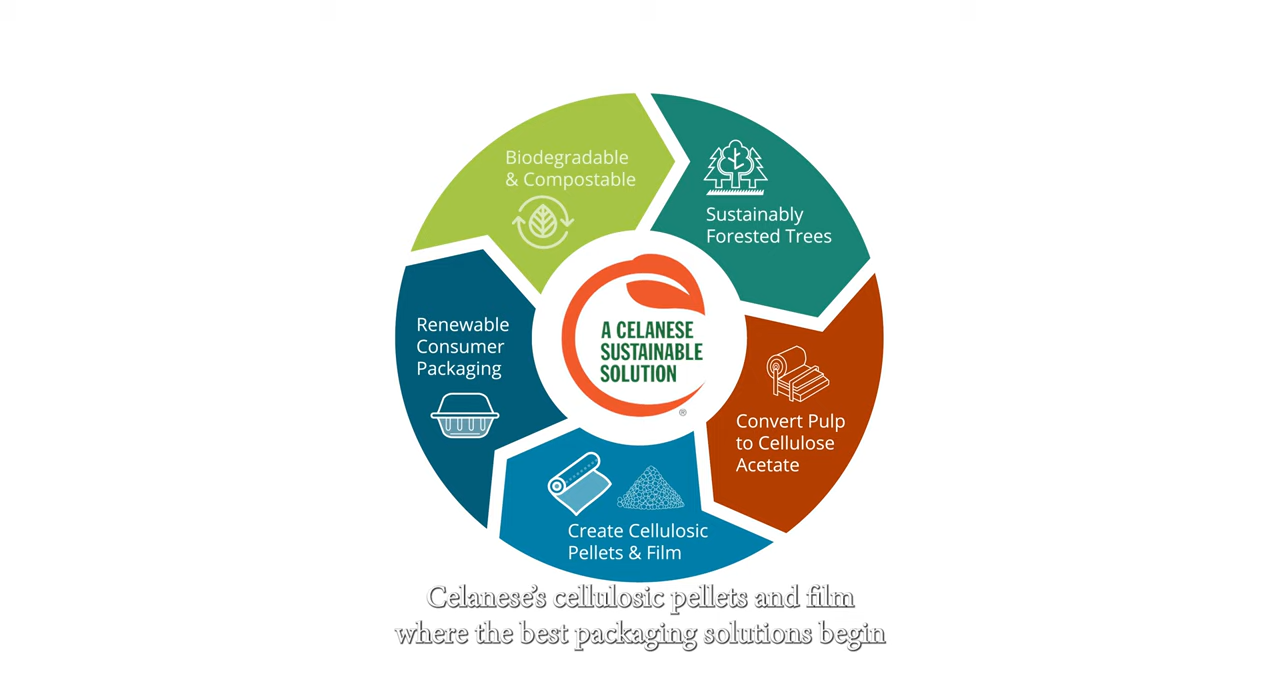 Biodegradable
& Compostable
Sustainably
Forested Trees
Renewable
Consumer
Packaging
A CELANESE
SUSTAINABLE
SOLUTION
®
Convert Pulp
to Cellulose
Acetate
Create Cellulosic
Pellets & Film
Celanese’s cellulosic pellets and film
where the best packaging solutions begin